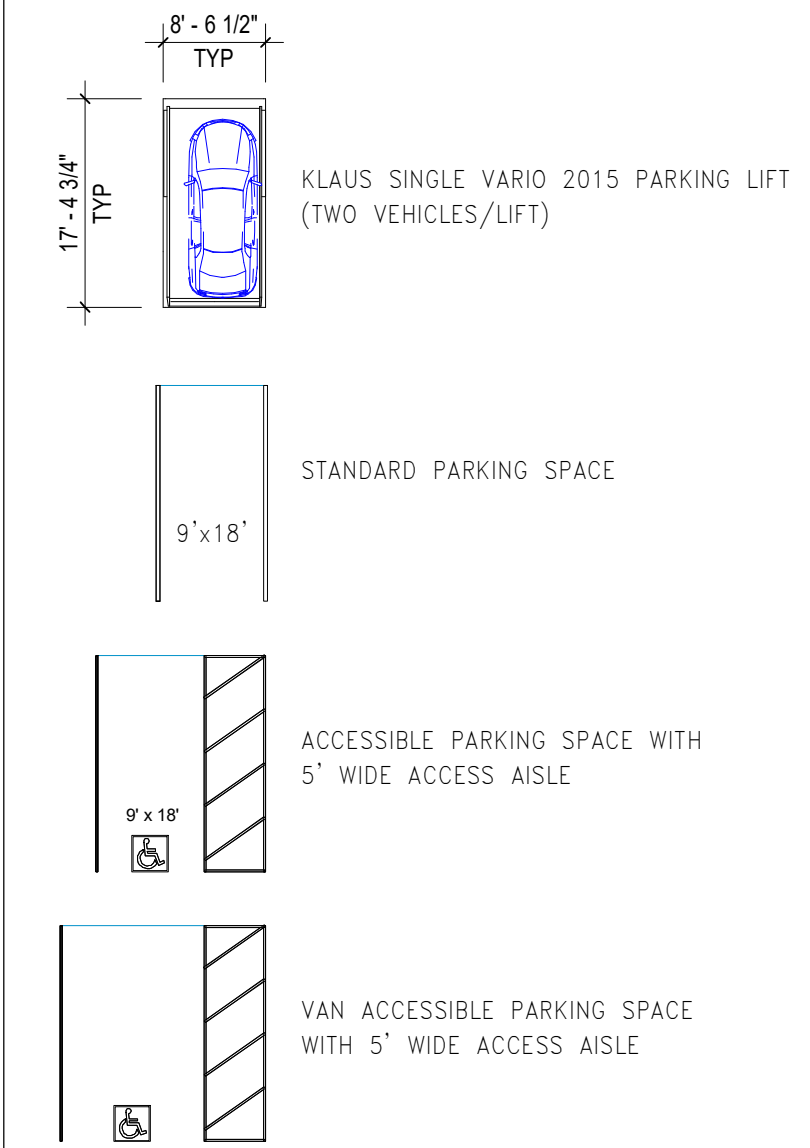 8' - 6 1/2"
TYP
17' - 4 3/4"
TYP
KLAUS SINGLE VARIO 2015 PARKING LIFT
(TWO VEHICLES/LIFT)
STANDARD PARKING SPACE
9'x18'
ACCESSIBLE PARKING SPACE WITH
5' WIDE ACCESS AISLE
9' x 18'
VAN ACCESSIBLE PARKING SPACE
WITH 5' WIDE ACCESS AISLE